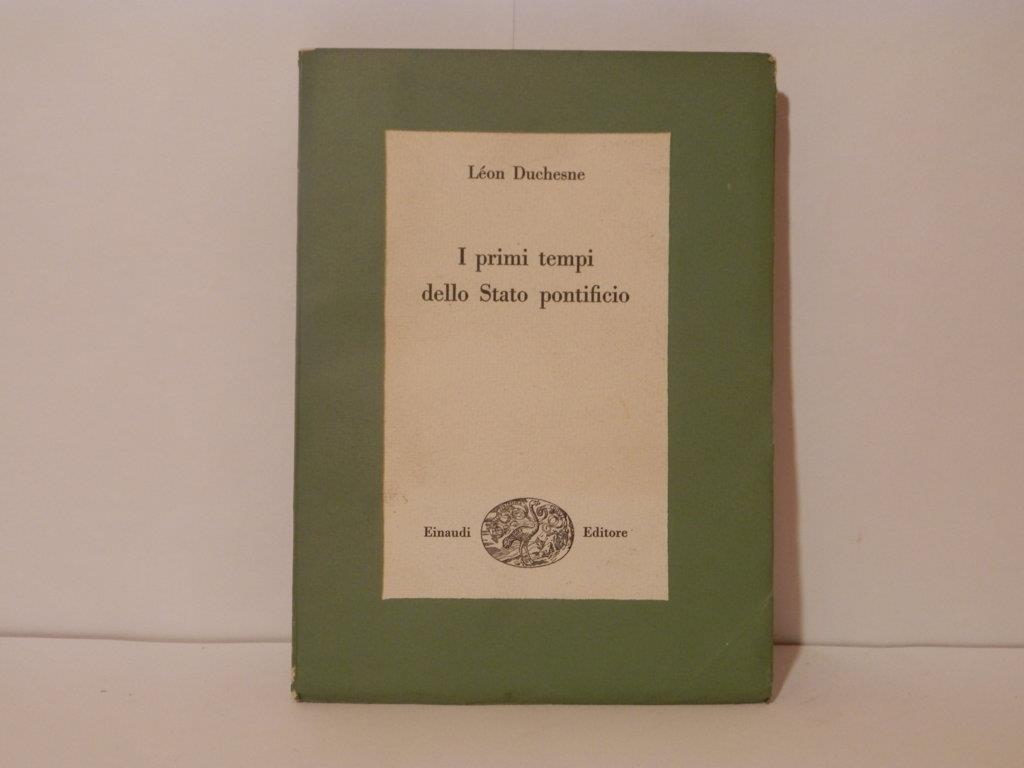 Léon Duchesne
I primi tempi
dello Stato pontificio
Einaudi Editore